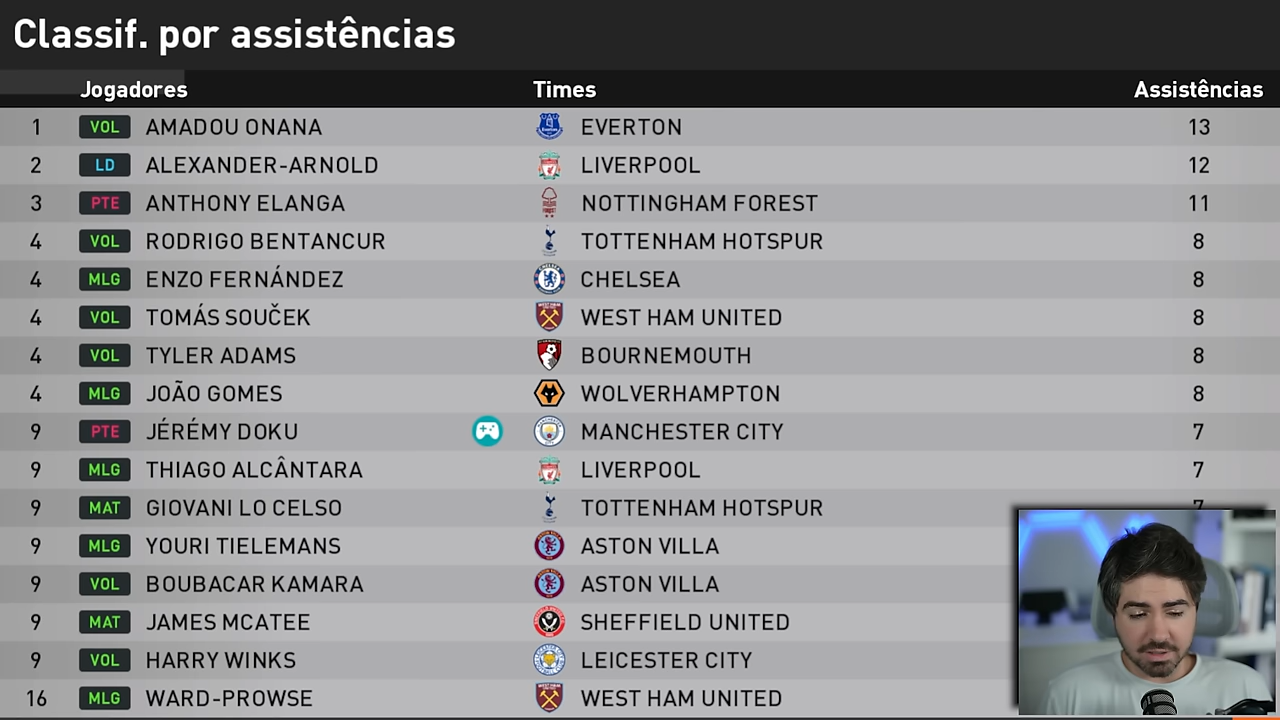 Classif. por assistências
Jogadores Times Assistências
1 VOL AMADOU ONANA EVERTON 13
2 LD ALEXANDER-ARNOLD LIVERPOOL 12
3 PTE ANTHONY ELANGA NOTTINGHAM FOREST 11
4 VOL RODRIGO BENTANCUR TOTTENHAM HOTSPUR 8
4 MLG ENZO FERNÁNDEZ CHELSEA 8
4 VOL TOMÁS SOUČEK WEST HAM UNITED 8
4 VOL TYLER ADAMS BOURNEMOUTH 8
4 MLG JOÃO GOMES WOLVERHAMPTON 8
9 PTE JÉRÉMY DOKU MANCHESTER CITY 7
9 MLG THIAGO ALCÂNTARA LIVERPOOL 7
9 MAT GIOVANI LO CELSO TOTTENHAM HOTSPUR 7
9 MLG YOURI TIELEMANS ASTON VILLA
9 VOL BOUBACAR KAMARA ASTON VILLA
9 MAT JAMES MCATEE SHEFFIELD UNITED
9 VOL HARRY WINKS LEICESTER CITY
16 MLG WARD-PROWSE WEST HAM UNITED